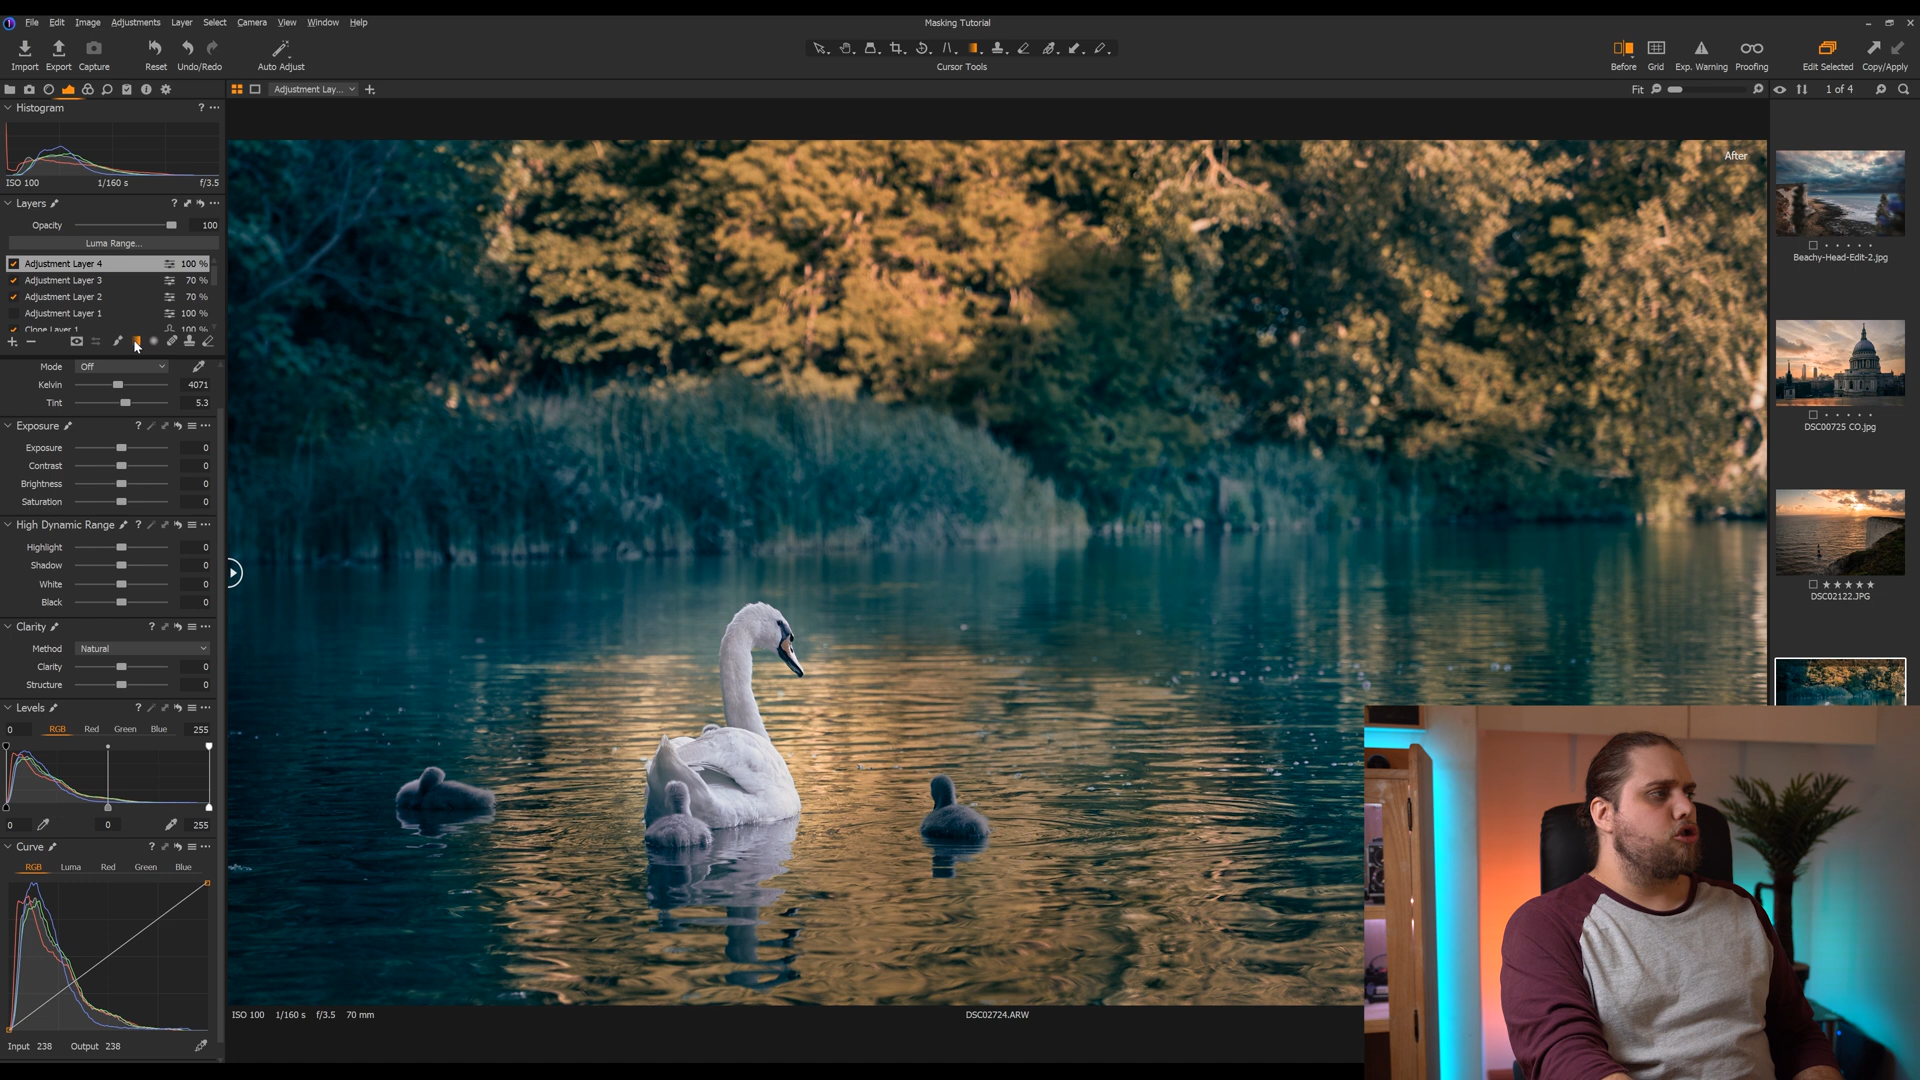 File Edit Image Adjustments Layer Select Camera View Window Help
Masking Tutorial
Import Export Capture Reset Undo/Redo Auto Adjust
Cursor Tools
Before Grid Exp. Warning Proofing Edit Selected Copy/Apply
Adjustment Lay...
Fit
1 of 4
Histogram
ISO 100 1/160 s f/3.5
Layers
Opacity 100
Luma Range...
Adjustment Layer 4 100 %
Adjustment Layer 3 70 %
Adjustment Layer 2 70 %
Adjustment Layer 1 100 %
Clone Layer 1 100 %
Mode Off
Kelvin 4071
Tint 5.3
Exposure
Exposure 0
Contrast 0
Brightness 0
Saturation 0
High Dynamic Range
Highlight 0
Shadow 0
White 0
Black 0
Clarity
Method Natural
Clarity 0
Structure 0
Levels
0 RGB Red Green Blue 255
0 0 255
Curve
RGB Luma Red Green Blue
Input 238 Output 238
After
ISO 100 1/160 s f/3.5 70 mm
DSC02724.ARW
Beachy-Head-Edit-2.jpg
DSC00725 CO.jpg
DSC02122.JPG